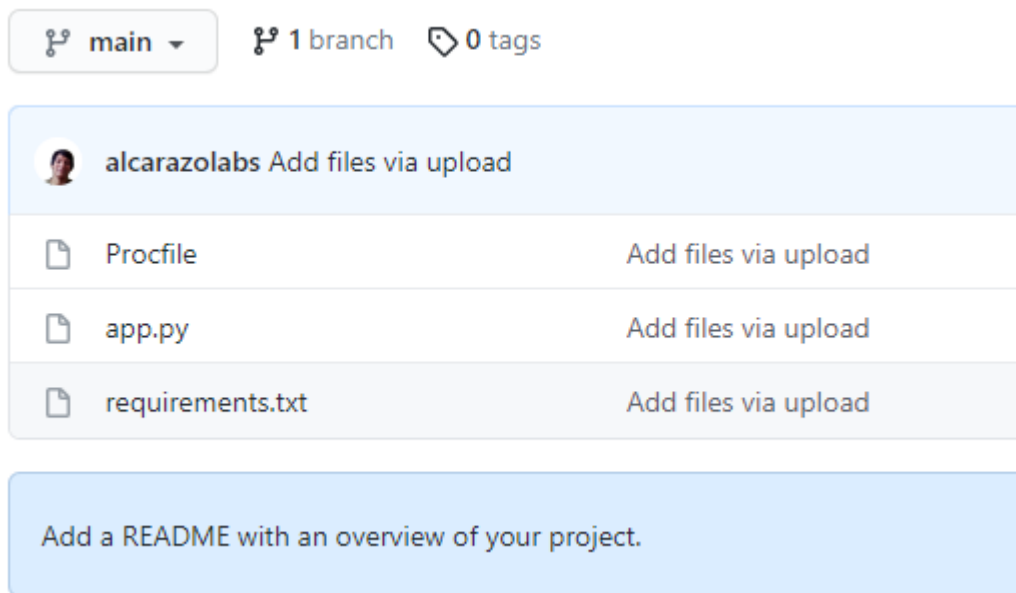 main 1 branch 0 tags
alcarazolabs Add files via upload
Procfile Add files via upload
app.py Add files via upload
requirements.txt Add files via upload
Add a README with an overview of your project.